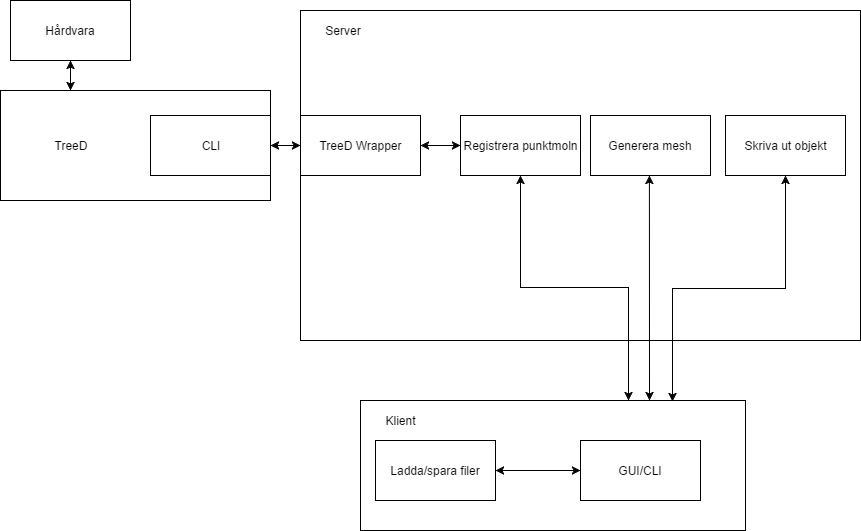 Hårdvara
Server
TreeD
CLI
TreeD Wrapper
Registrera punktmoln
Generera mesh
Skriva ut objekt
Klient
Ladda/spara filer
GUI/CLI